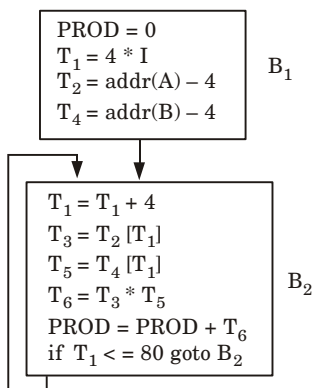 PROD = 0
T₁ = 4 * I
T₂ = addr(A) – 4
T₄ = addr(B) – 4
B₁
T₁ = T₁ + 4
T₃ = T₂ [T₁]
T₅ = T₄ [T₁]
T₆ = T₃ * T₅
PROD = PROD + T₆
if T₁ < = 80 goto B₂
B₂